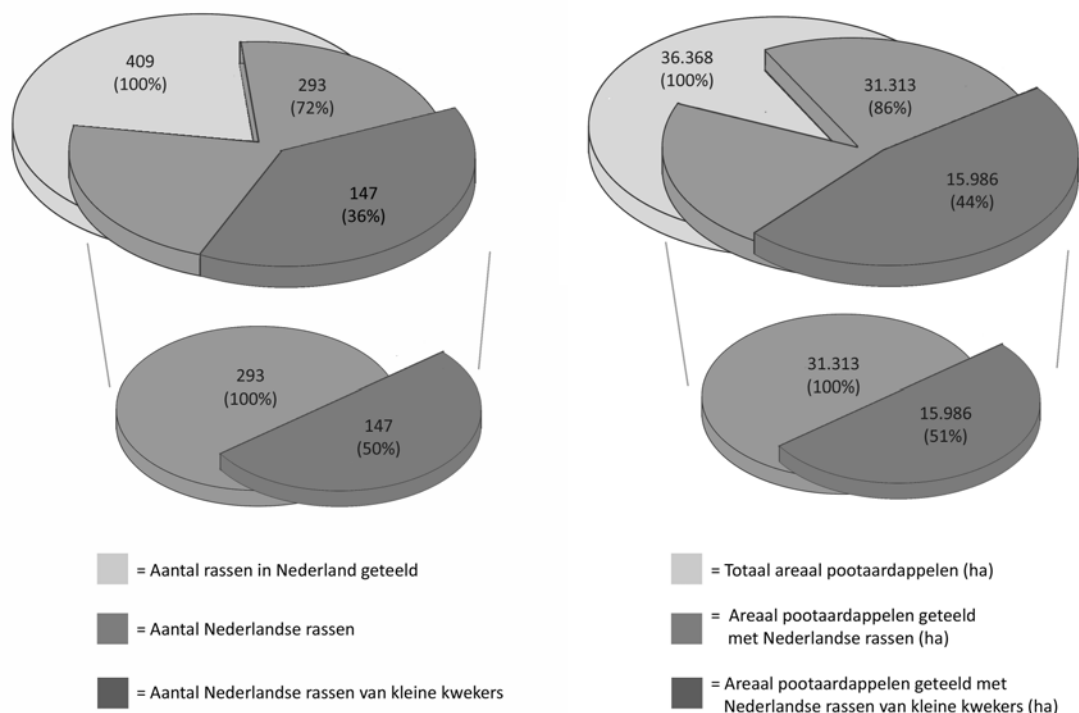 409
(100%)
293
(72%)
147
(36%)
293
(100%)
147
(50%)
= Aantal rassen in Nederland geteeld
= Aantal Nederlandse rassen
= Aantal Nederlandse rassen van kleine kwekers
36.368
(100%)
31.313
(86%)
15.986
(44%)
31.313
(100%)
15.986
(51%)
= Totaal areaal pootaardappelen (ha)
= Areaal pootaardappelen geteeld
met Nederlandse rassen (ha)
= Areaal pootaardappelen geteeld met
Nederlandse rassen van kleine kwekers (ha)